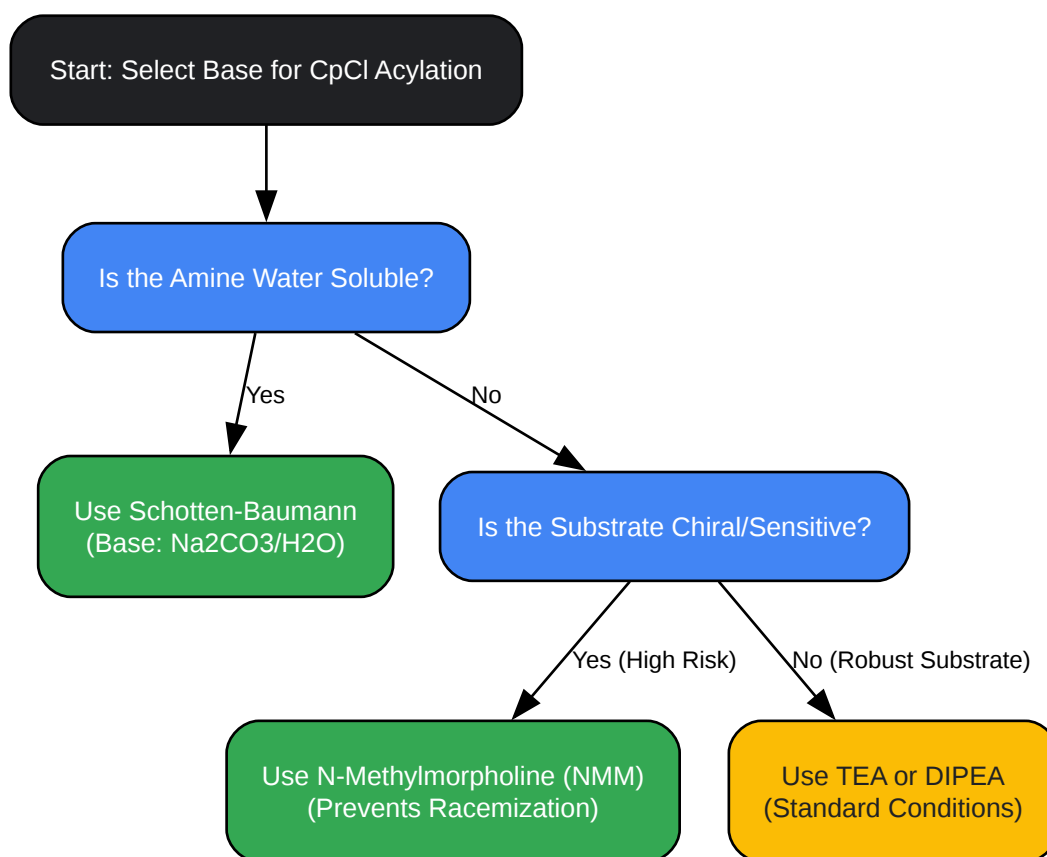 Start: Select Base for CpCl Acylation
Is the Amine Water Soluble?
Yes
No
Use Schotten-Baumann
(Base: Na2CO3/H2O)
Is the Substrate Chiral/Sensitive?
Yes (High Risk)
No (Robust Substrate)
Use N-Methylmorpholine (NMM)
(Prevents Racemization)
Use TEA or DIPEA
(Standard Conditions)